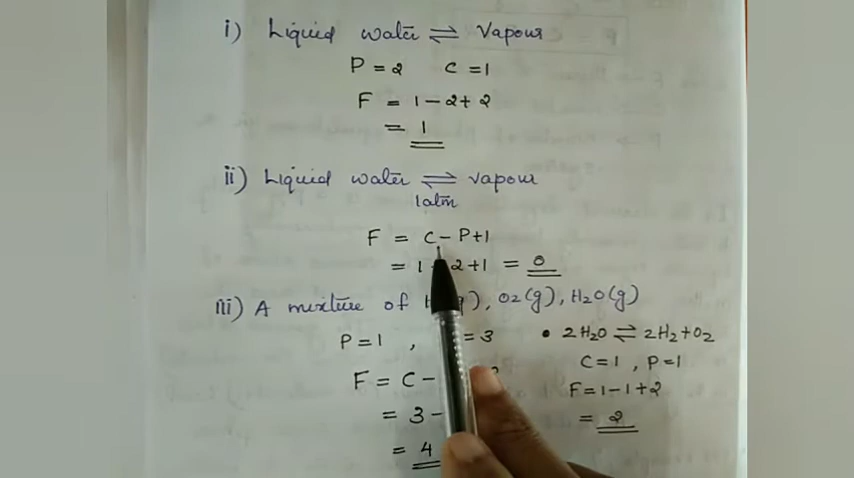 i) Liquid water ⇌ Vapour
P = 2 C = 1
F = 1 - 2 + 2
= 1
ii) Liquid water ⇌ vapour
1atm
F = C - P + 1
= 1 - 2 + 1 = 0
iii) A mixture of (g), O2(g), H2O(g)
P = 1, = 3
F = C -
= 3 -
= 4
• 2H2O ⇌ 2H2 + O2
C = 1, P = 1
F = 1 - 1 + 2
= 2